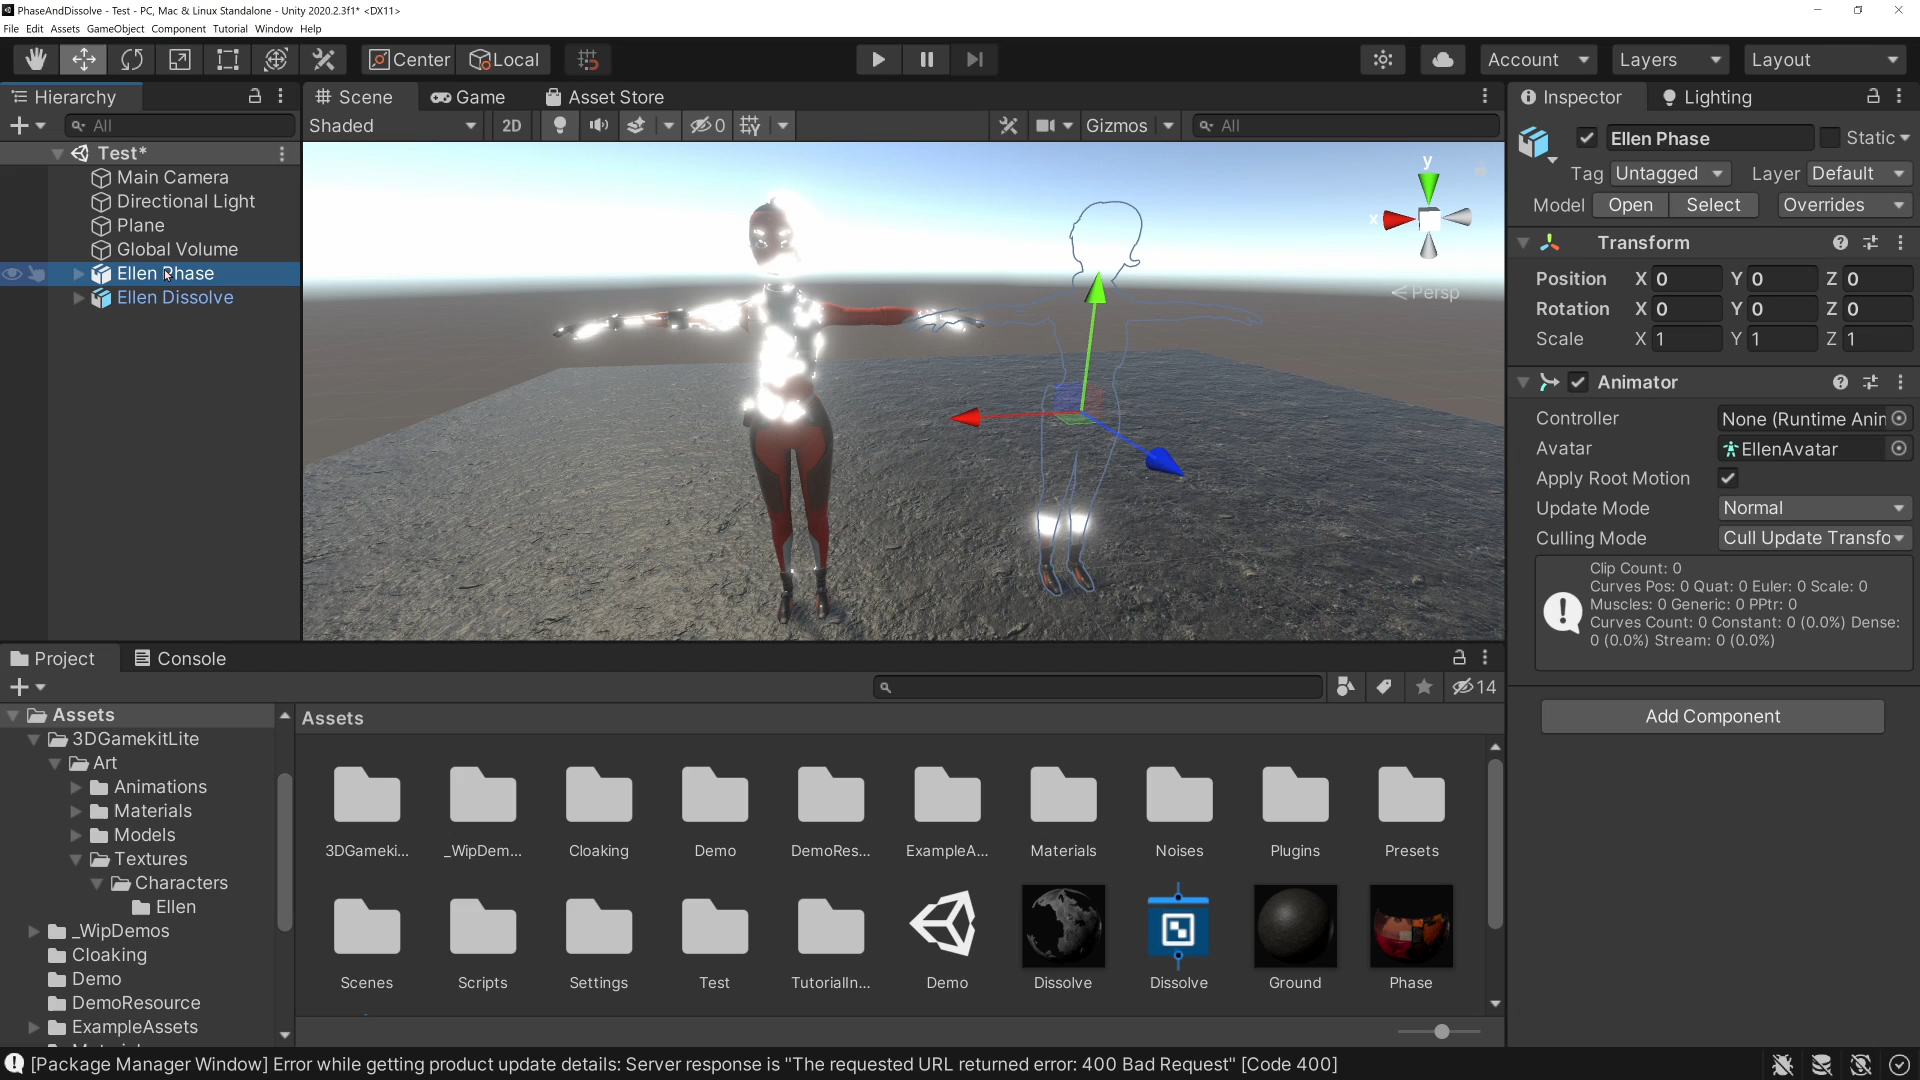 PhaseAndDissolve - Test - PC, Mac & Linux Standalone - Unity 2020.2.3f1* <DX11>
File Edit Assets GameObject Component Tutorial Window Help
Center Local Account Layers Layout
Hierarchy
All
Test*
Main Camera
Directional Light
Plane
Global Volume
Ellen Phase
Ellen Dissolve
Scene Game Asset Store
Shaded 2D 0 Gizmos All
y
x
Persp
Inspector Lighting
Ellen Phase Static
Tag Untagged Layer Default
Model Open Select Overrides
Transform
Position X 0 Y 0 Z 0
Rotation X 0 Y 0 Z 0
Scale X 1 Y 1 Z 1
Animator
Controller None (Runtime Anir
Avatar EllenAvatar
Apply Root Motion
Update Mode Normal
Culling Mode Cull Update Transfo
Clip Count: 0
Curves Pos: 0 Quat: 0 Euler: 0 Scale: 0
Muscles: 0 Generic: 0 PPtr: 0
Curves Count: 0 Constant: 0 (0.0%) Dense:
0 (0.0%) Stream: 0 (0.0%)
Add Component
Project Console
14
Assets
3DGamekitLite
Art
Animations
Materials
Models
Textures
Characters
Ellen
_WipDemos
Cloaking
Demo
DemoResource
ExampleAssets
Assets
3DGameki... _WipDem... Cloaking Demo DemoRes... ExampleA... Materials Noises Plugins Presets
Scenes Scripts Settings Test TutorialIn... Demo Dissolve Dissolve Ground Phase
[Package Manager Window] Error while getting product update details: Server response is "The requested URL returned error: 400 Bad Request" [Code 400]